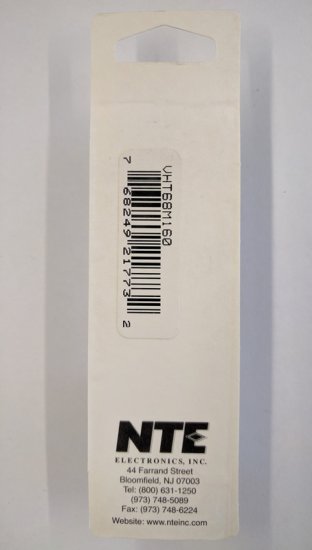 VHT68M160
7 68249 21773 2
NTE
ELECTRONICS, INC.
44 Farrand Street
Bloomfield, NJ 07003
Tel: (800) 631-1250
(973) 748-5089
Fax: (973) 748-6224
Website: www.nteinc.com